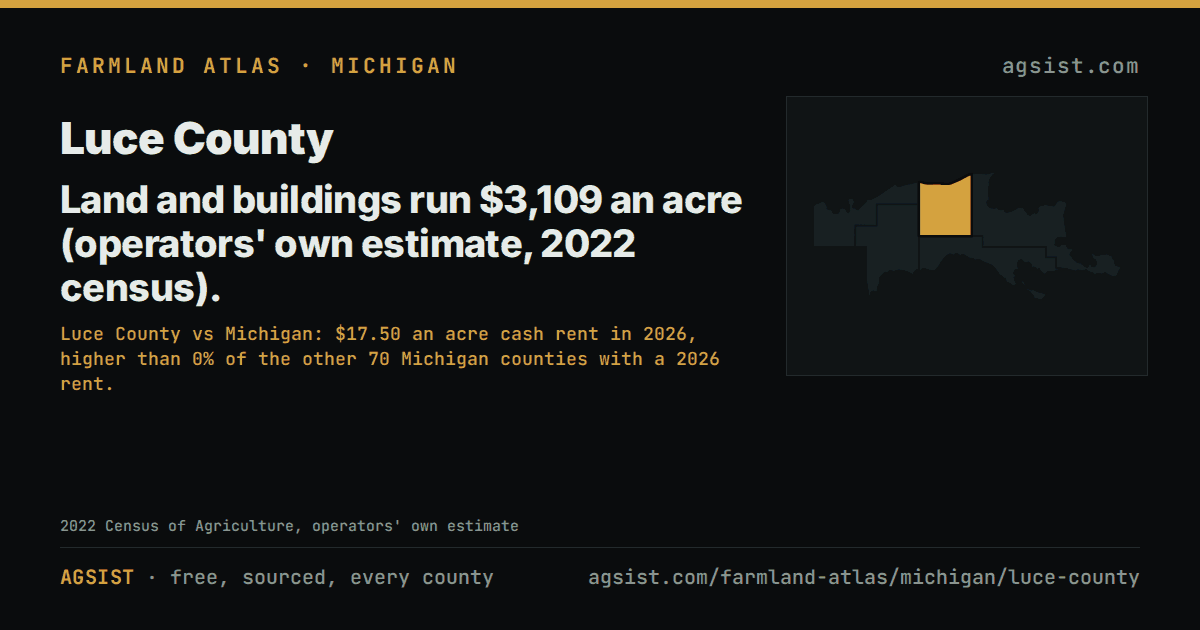 FARMLAND ATLAS · MICHIGAN
agsist.com
Luce County
Land and buildings run $3,109 an acre
(operators' own estimate, 2022
census).
Luce County vs Michigan: $17.50 an acre cash rent in 2026,
higher than 0% of the other 70 Michigan counties with a 2026
rent.
2022 Census of Agriculture, operators' own estimate
AGSIST · free, sourced, every county
agsist.com/farmland-atlas/michigan/luce-county